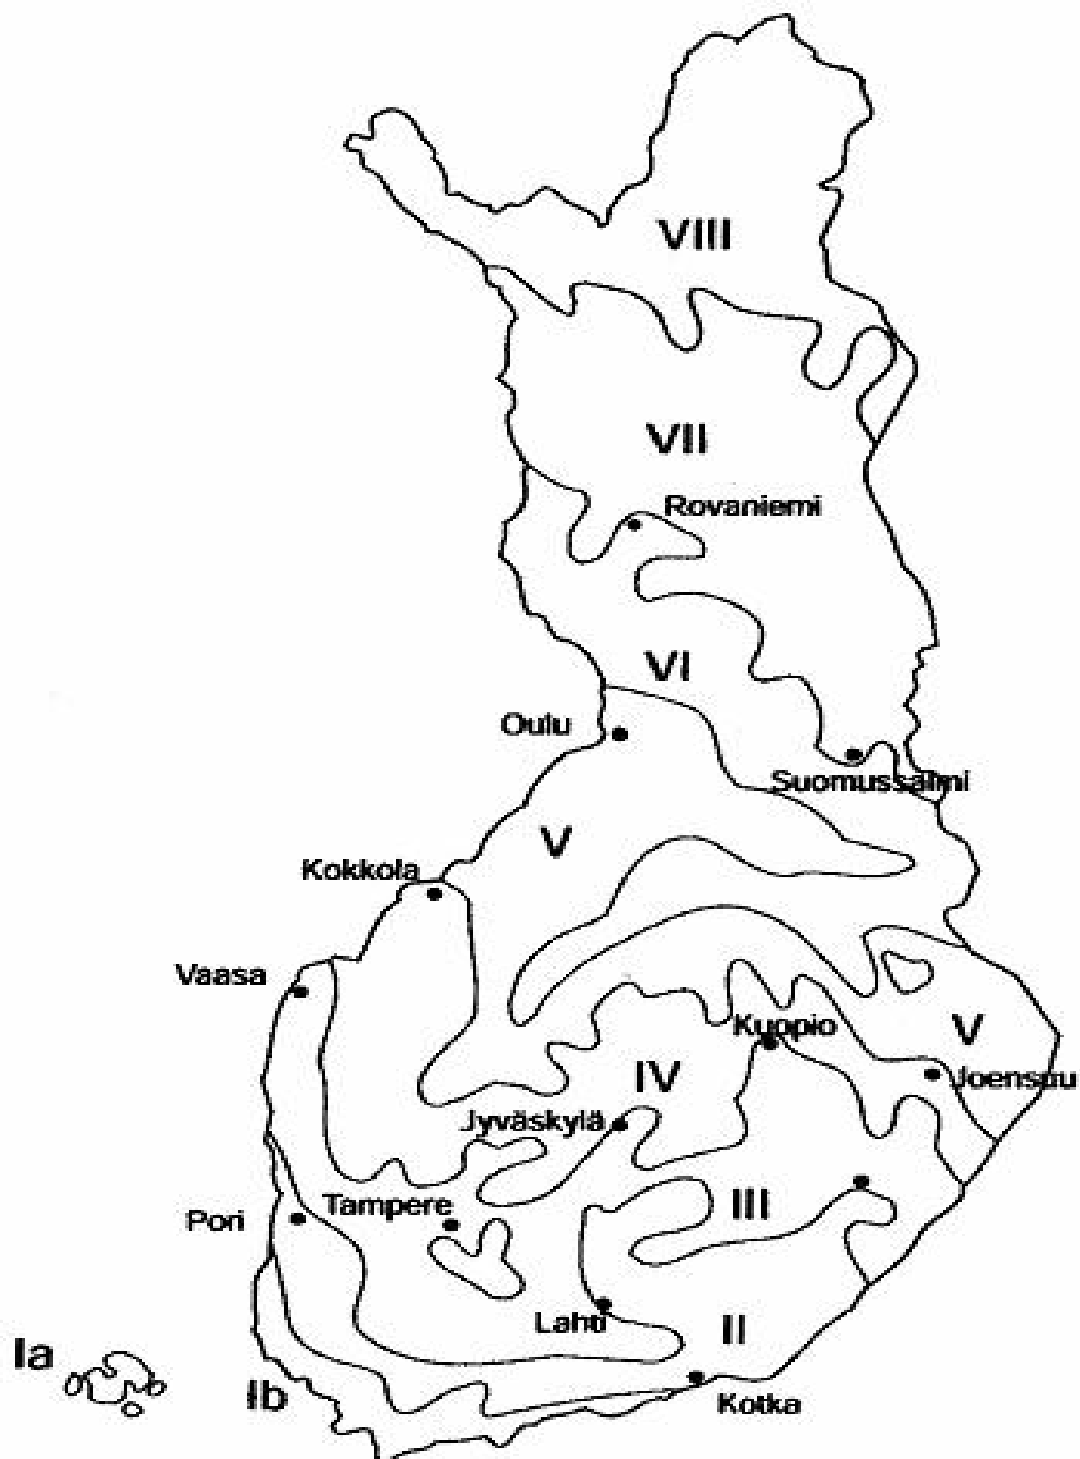 VIII
VII
Rovaniemi
VI
Oulu
Suomussalmi
V
Kokkola
Vaasa
Kuopio
V
IV
Joensuu
Jyväskylä
III
Tampere
Pori
Lahti
II
Ia
Ib
Kotka